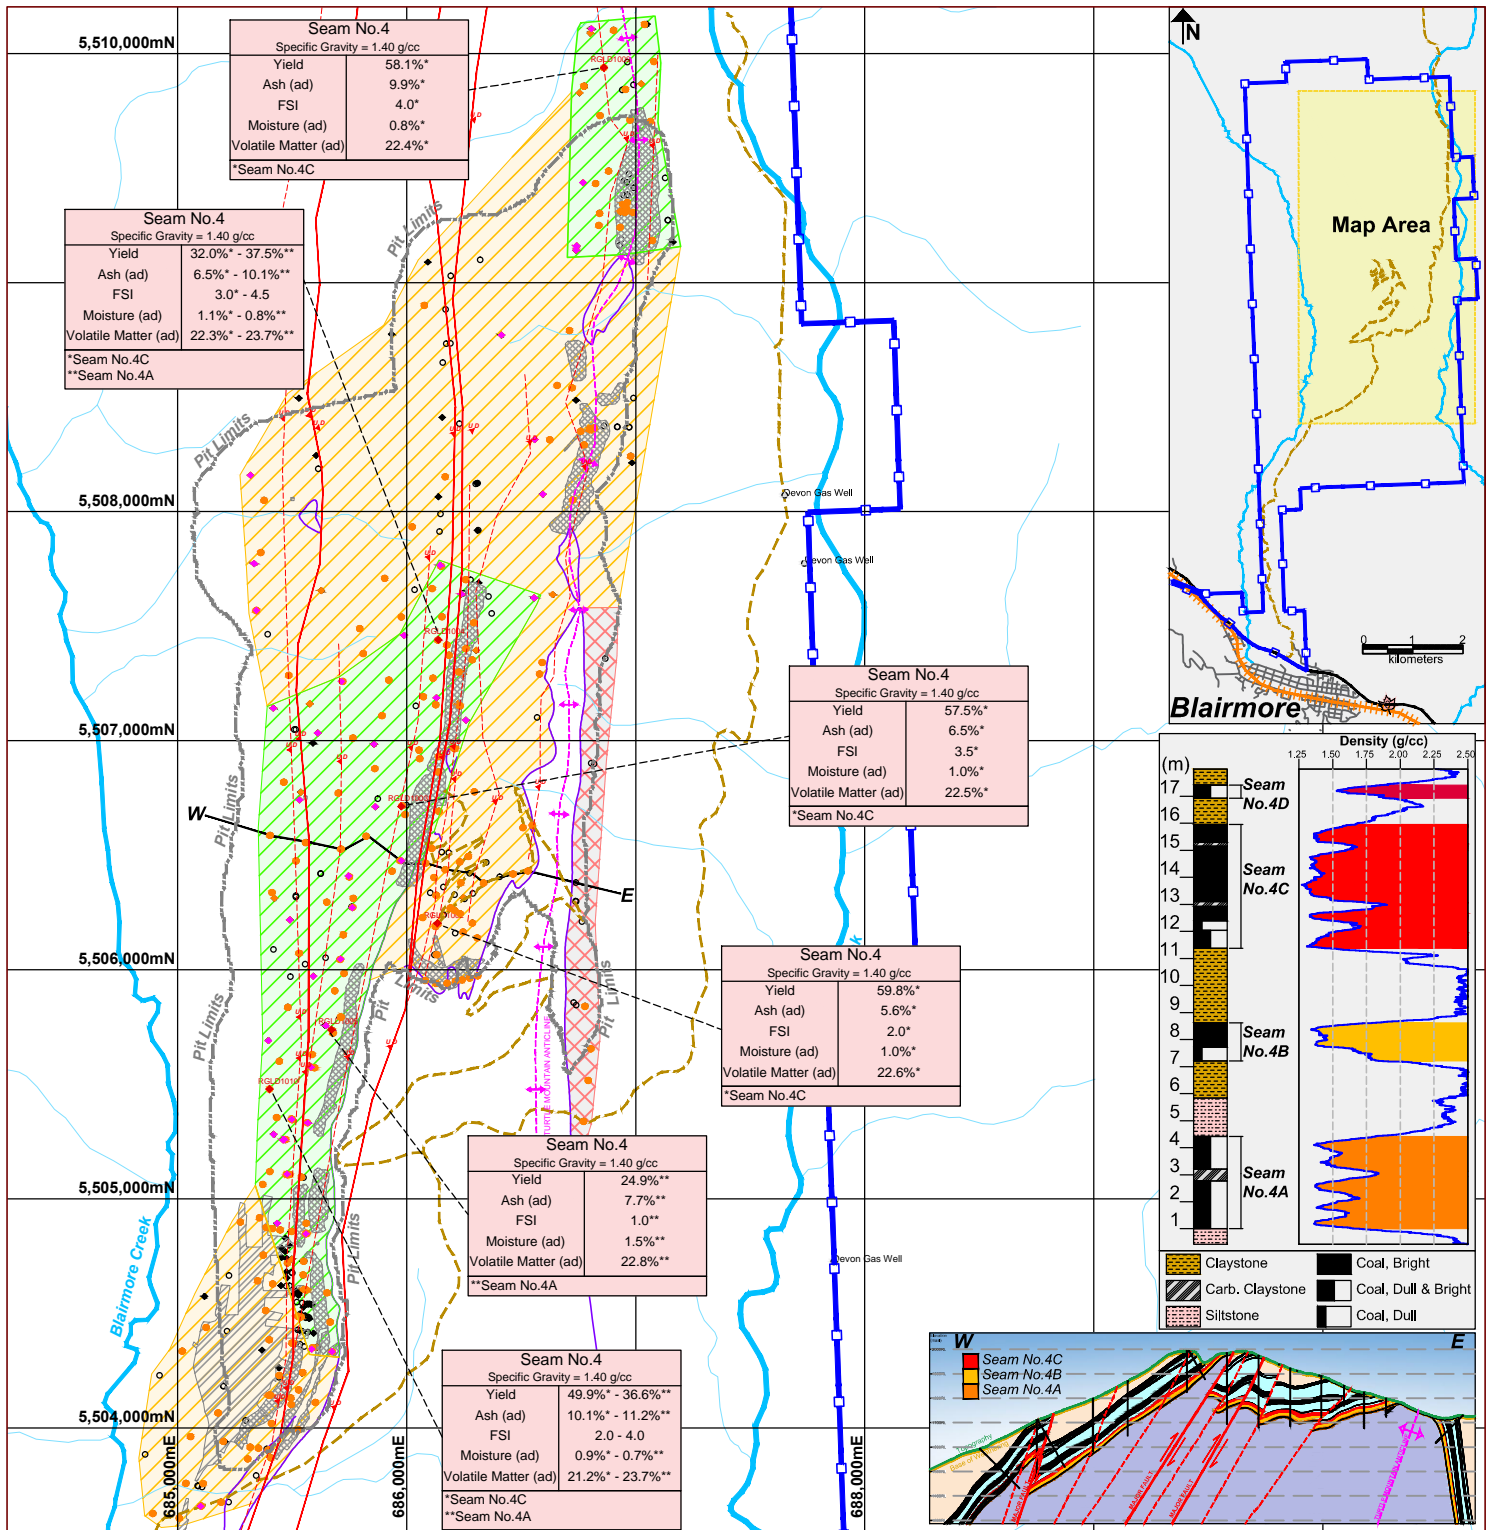 5,510,000mN
5,508,000mN
5,507,000mN
5,506,000mN
5,505,000mN
5,504,000mN
685,000mE
686,000mE
688,000mE
Seam No.4
Specific Gravity = 1.40 g/cc
Yield 58.1%*
Ash (ad) 9.9%*
FSI 4.0*
Moisture (ad) 0.8%*
Volatile Matter (ad) 22.4%*
*Seam No.4C
Seam No.4
Specific Gravity = 1.40 g/cc
Yield 32.0%* - 37.5%**
Ash (ad) 6.5%* - 10.1%**
FSI 3.0* - 4.5
Moisture (ad) 1.1%* - 0.8%**
Volatile Matter (ad) 22.3%* - 23.7%**
*Seam No.4C
**Seam No.4A
Seam No.4
Specific Gravity = 1.40 g/cc
Yield 57.5%*
Ash (ad) 6.5%*
FSI 3.5*
Moisture (ad) 1.0%*
Volatile Matter (ad) 22.5%*
*Seam No.4C
Seam No.4
Specific Gravity = 1.40 g/cc
Yield 59.8%*
Ash (ad) 5.6%*
FSI 2.0*
Moisture (ad) 1.0%*
Volatile Matter (ad) 22.6%*
*Seam No.4C
Seam No.4
Specific Gravity = 1.40 g/cc
Yield 24.9%**
Ash (ad) 7.7%**
FSI 1.0**
Moisture (ad) 1.5%**
Volatile Matter (ad) 22.8%**
**Seam No.4A
Seam No.4
Specific Gravity = 1.40 g/cc
Yield 49.9%* - 36.6%**
Ash (ad) 10.1%* - 11.2%**
FSI 2.0 - 4.0
Moisture (ad) 0.9%* - 0.7%**
Volatile Matter (ad) 21.2%* - 23.7%**
*Seam No.4C
**Seam No.4A
Pit Limits
Pit Limits
Pit Limits
Pit Limits
Pit Limits
Pit Limits
Pit Limits
W
E
RGLD1010
TURTLE MOUNTAIN ANTICLINE
Blairmore Creek
Devon Gas Well
Devon Gas Well
Devon Gas Well
N
Map Area
0 1 2
kilometers
Blairmore
Density (g/cc)
1.25 1.50 1.75 2.00 2.25 2.50
(m)
17
16
15
14
13
12
11
10
9
8
7
6
5
4
3
2
1
Seam
No.4D
Seam
No.4C
Seam
No.4B
Seam
No.4A
Claystone
Coal, Bright
Carb. Claystone
Coal, Dull & Bright
Siltstone
Coal, Dull
W
E
Seam No.4C
Seam No.4B
Seam No.4A
Topography
MAJOR FAULT
MAJOR FAULT
MAJOR FAULT